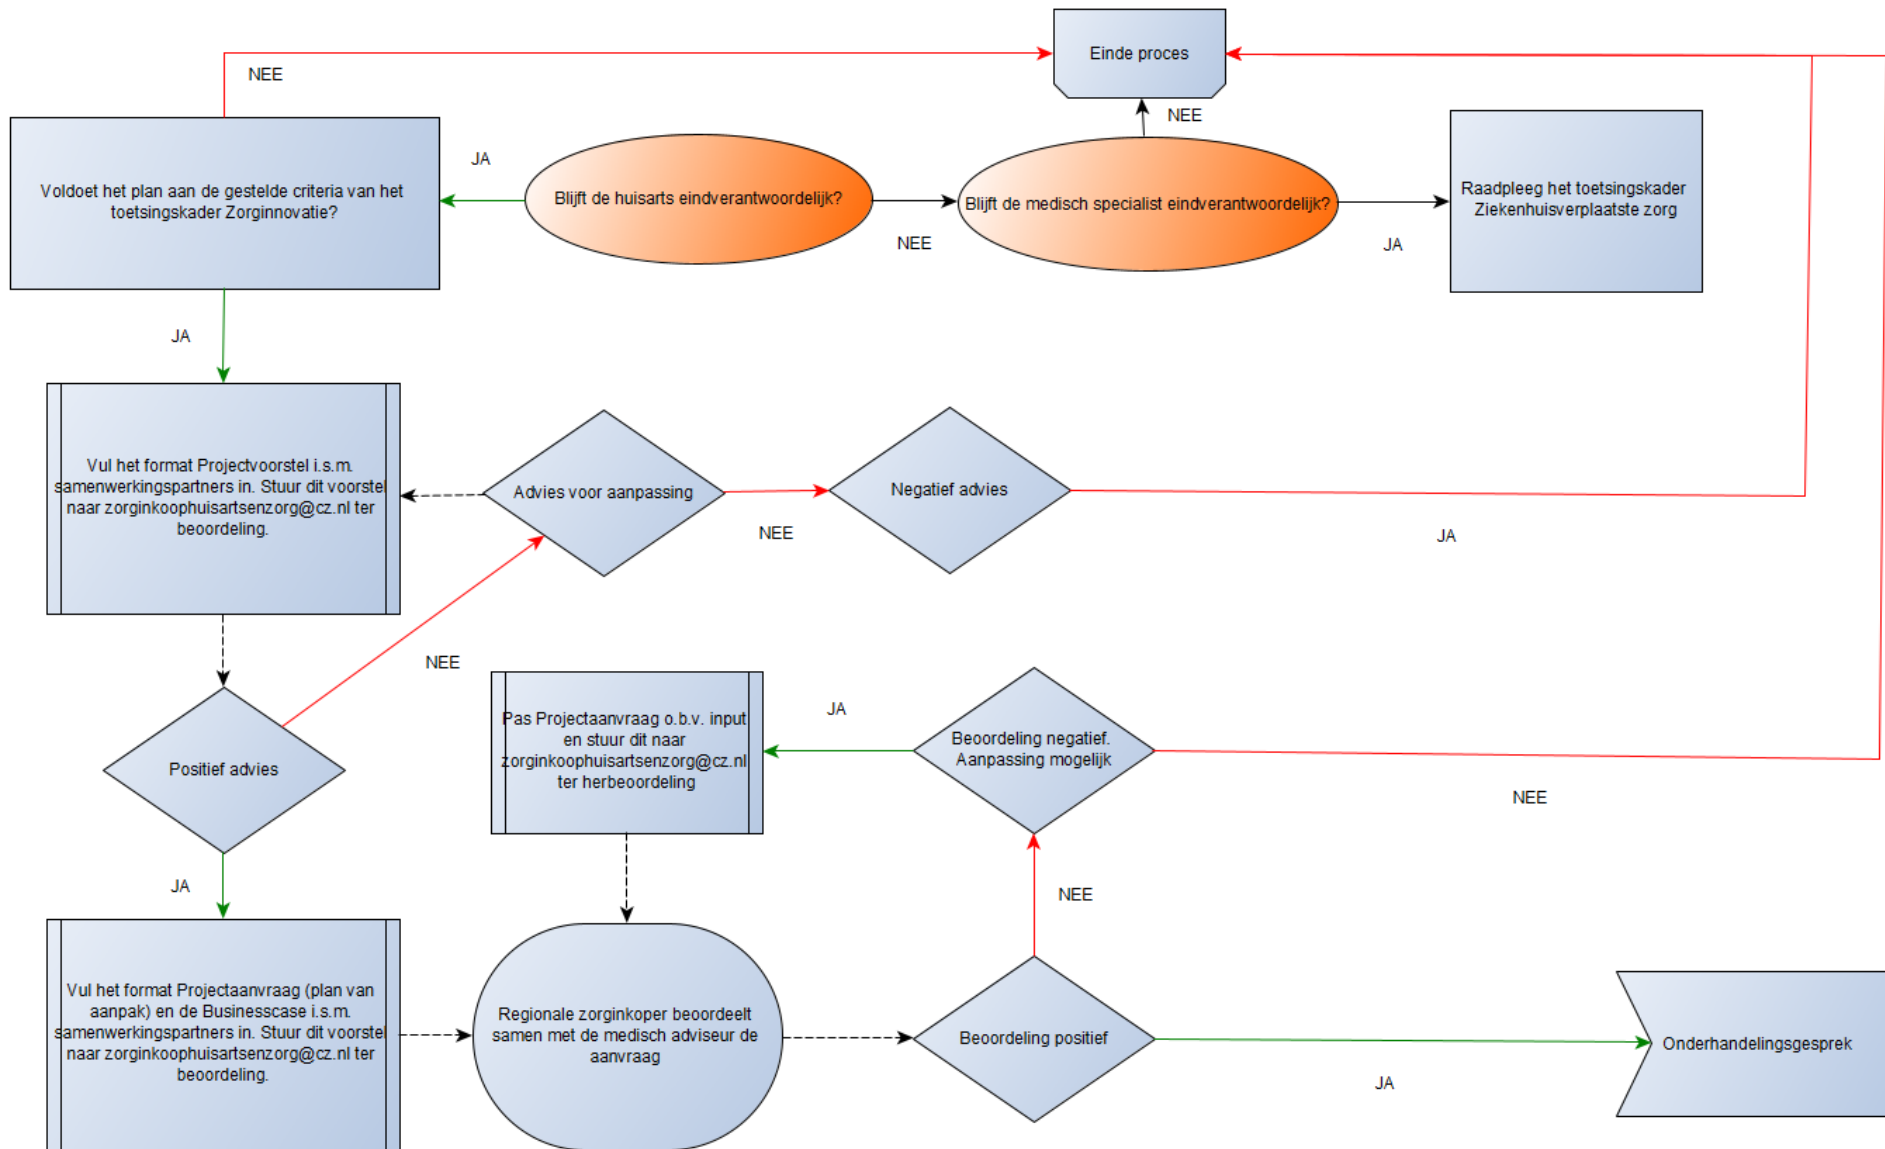 Einde proces
NEE
NEE
Voldoet het plan aan de gestelde criteria van het
toetsingskader Zorginnovatie?
JA
Blijft de huisarts eindverantwoordelijk?
NEE
Blijft de medisch specialist eindverantwoordelijk?
JA
Raadpleeg het toetsingskader
Ziekenhuisverplaatste zorg
JA
Vul het format Projectvoorstel i.s.m.
samenwerkingspartners in. Stuur dit voorstel
naar zorginkoophuisartsenzorg@cz.nl ter
beoordeling.
Advies voor aanpassing
NEE
Negatief advies
JA
NEE
Positief advies
Pas Projectaanvraag o.b.v. input
en stuur dit naar
zorginkoophuisartsenzorg@cz.nl
ter herbeoordeling
JA
Beoordeling negatief.
Aanpassing mogelijk
NEE
JA
NEE
Vul het format Projectaanvraag (plan van
aanpak) en de Businesscase i.s.m.
samenwerkingspartners in. Stuur dit voorstel
naar zorginkoophuisartsenzorg@cz.nl ter
beoordeling.
Regionale zorginkoper beoordeelt
samen met de medisch adviseur de
aanvraag
Beoordeling positief
JA
Onderhandelingsgesprek